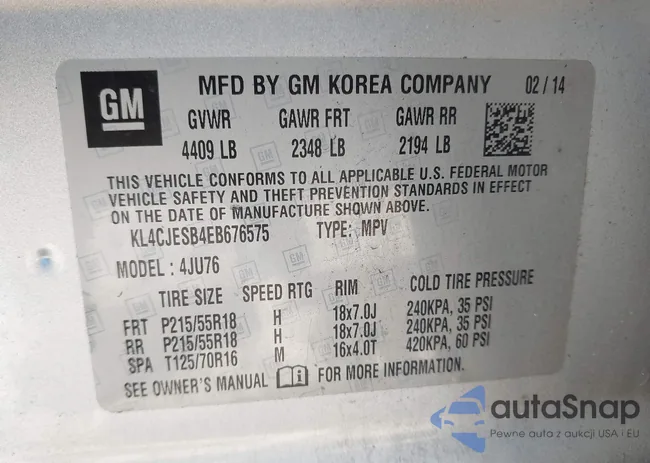 GM
MFD BY GM KOREA COMPANY 02 / 14
GVWR GAWR FRT GAWR RR
4409 LB 2348 LB 2194 LB
THIS VEHICLE CONFORMS TO ALL APPLICABLE U.S. FEDERAL MOTOR
VEHICLE SAFETY AND THEFT PREVENTION STANDARDS IN EFFECT
ON THE DATE OF MANUFACTURE SHOWN ABOVE.
KL4CJESB4EB676575 TYPE: MPV
MODEL : 4JU76
TIRE SIZE SPEED RTG RIM COLD TIRE PRESSURE
FRT P215/55R18 H 18x7.0J 240KPA, 35 PSI
RR P215/55R18 H 18x7.0J 240KPA, 35 PSI
SPA T125/70R16 M 16x4.0T 420KPA, 60 PSI
SEE OWNER'S MANUAL FOR MORE INFORMATION.
autaSnap
Pewne auta z aukcji USA i EU